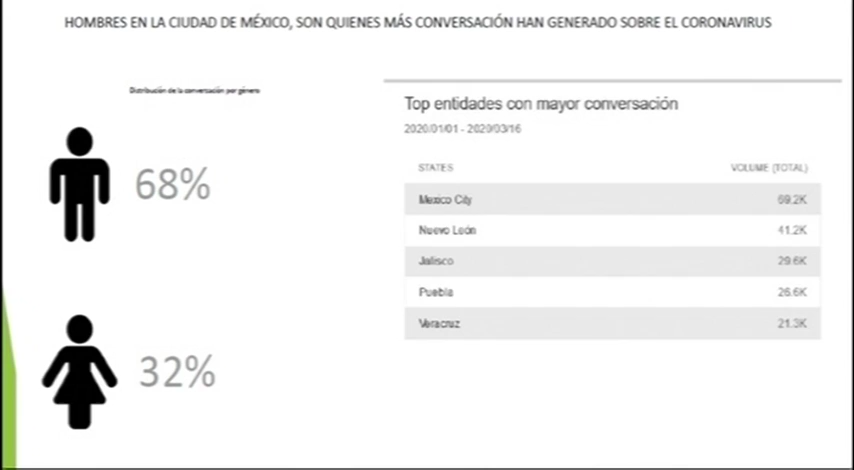 HOMBRES EN LA CIUDAD DE MÉXICO, SON QUIENES MÁS CONVERSACIÓN HAN GENERADO SOBRE EL CORONAVIRUS
Distribución de la conversación por género
68%
32%
Top entidades con mayor conversación
2020/01/01 - 2020/03/16
STATES VOLUME (TOTAL)
Mexico City 69.2K
Nuevo León 41.2K
Jalisco 29.6K
Puebla 26.6K
Veracruz 21.3K